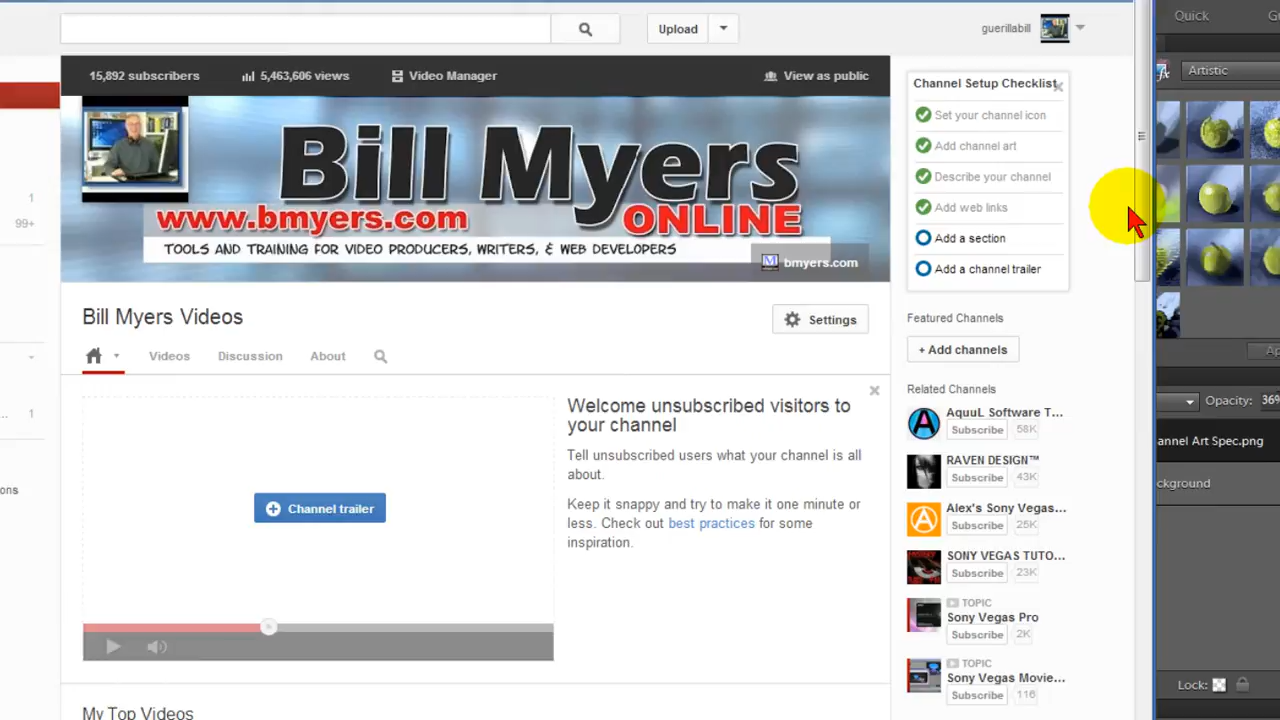 Upload
guerillabill
Quick
15,892 subscribers
5,463,606 views
Video Manager
View as public
Channel Setup Checklist
Set your channel icon
Add channel art
Describe your channel
Add web links
Add a section
Add a channel trailer
Artistic
Bill Myers
www.bmyers.com
ONLINE
TOOLS AND TRAINING FOR VIDEO PRODUCERS, WRITERS, & WEB DEVELOPERS
bmyers.com
1
99+
Bill Myers Videos
Settings
Videos
Discussion
About
Featured Channels
+ Add channels
Related Channels
AquuL Software T...
Subscribe 58K
RAVEN DESIGN™
Subscribe 43K
Alex's Sony Vegas...
Subscribe 25K
SONY VEGAS TUTO...
Subscribe 23K
TOPIC
Sony Vegas Pro
Subscribe 2K
TOPIC
Sony Vegas Movie...
Subscribe 116
Welcome unsubscribed visitors to
your channel
Tell unsubscribed users what your channel is all
about.
Keep it snappy and try to make it one minute or
less. Check out best practices for some
inspiration.
Channel trailer
... 1
ons
My Top Videos
Opacity: 36%
annel Art Spec.png
ckground
Lock: